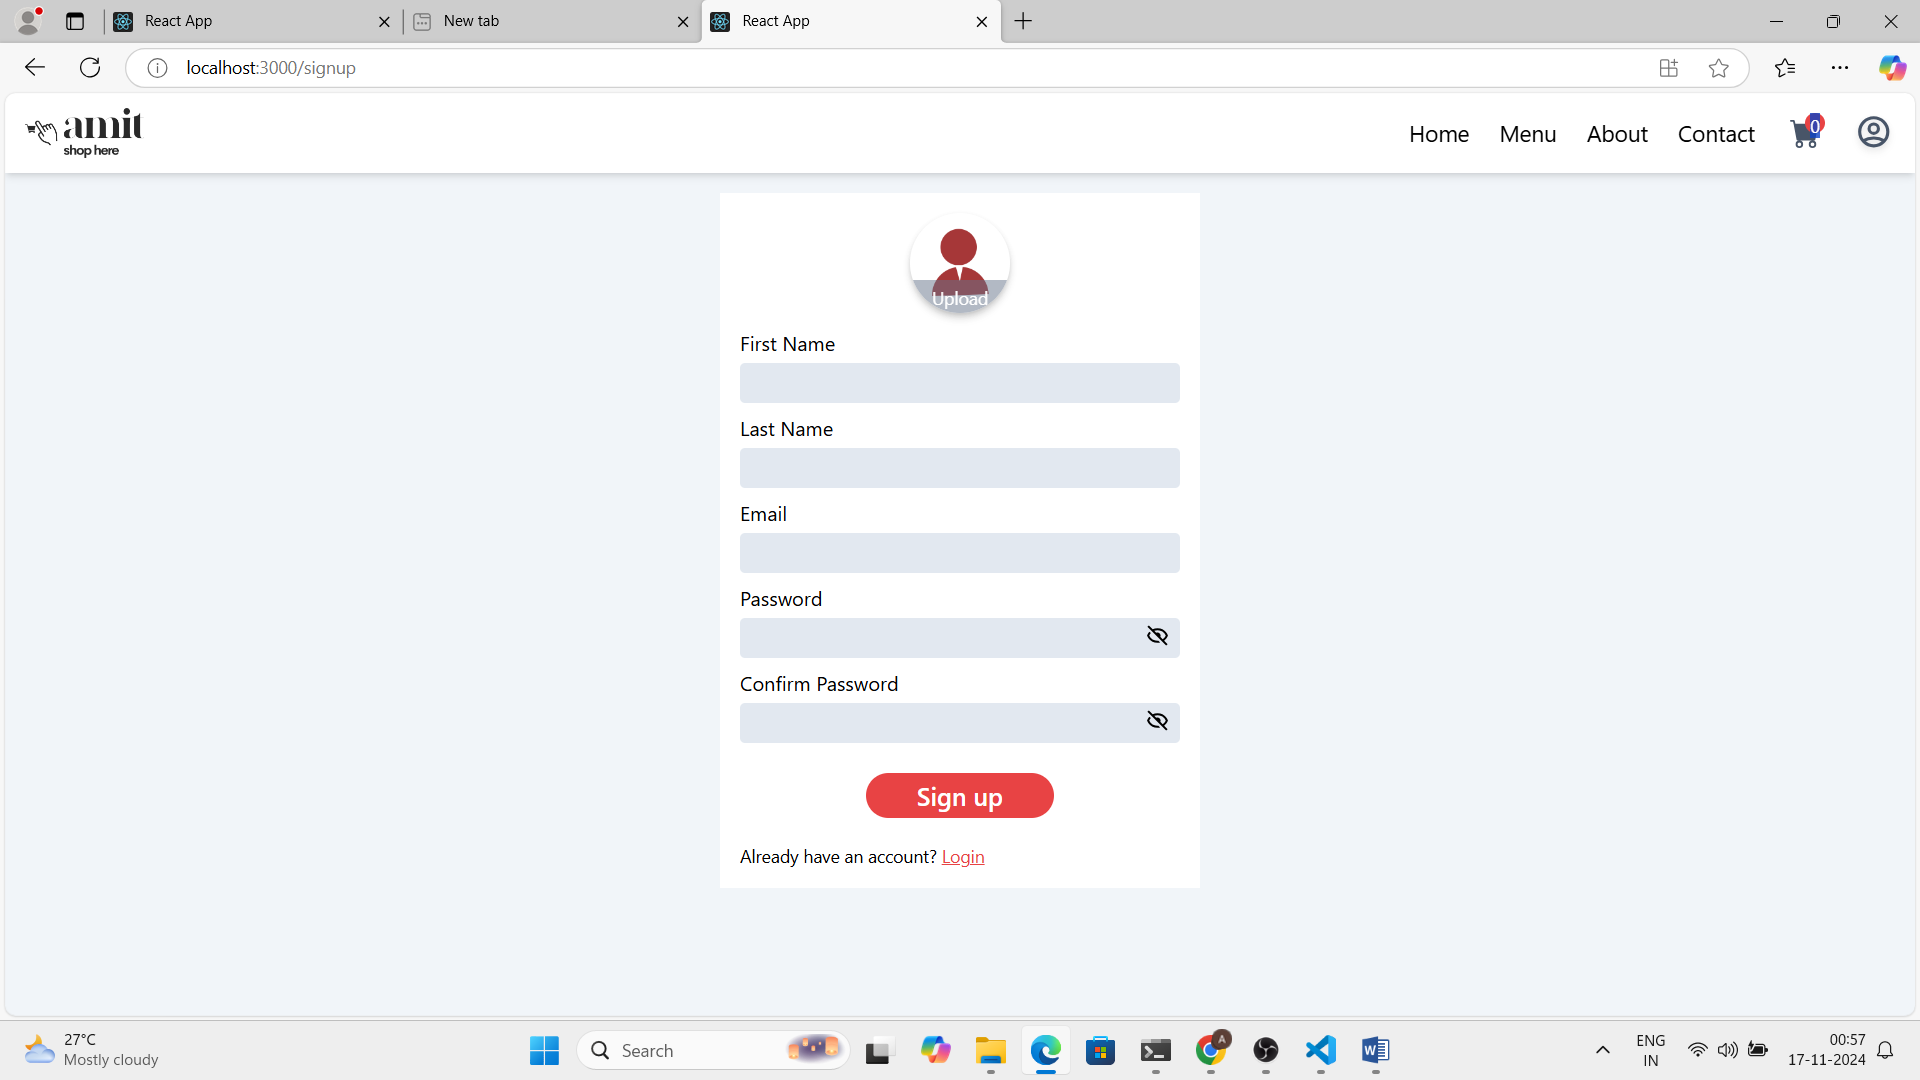 React App
New tab
React App
localhost:3000/signup
amit
shop here
Home Menu About Contact 0
Upload
First Name
Last Name
Email
Password
Confirm Password
Sign up
Already have an account? Login
27°C
Mostly cloudy
Search
A
ENG
IN
00:57
17-11-2024